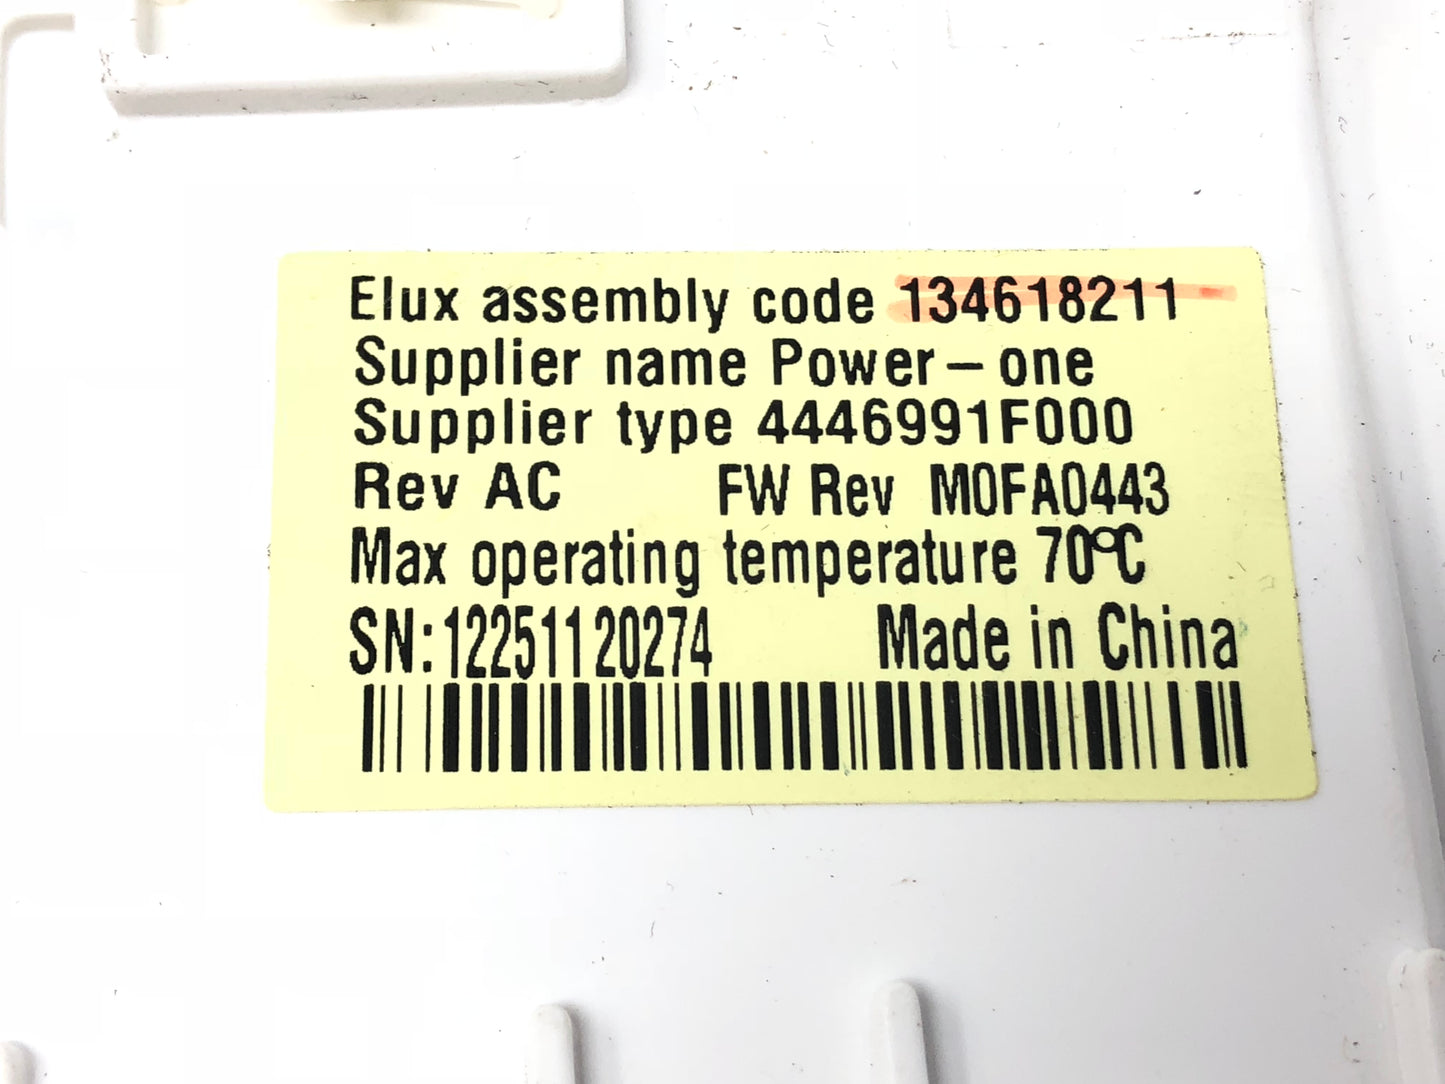 Elux assembly code 134618211
Supplier name Power-one
Supplier type 4446991F000
Rev AC FW Rev M0FA0443
Max operating temperature 70°C
SN:12251120274 Made in China